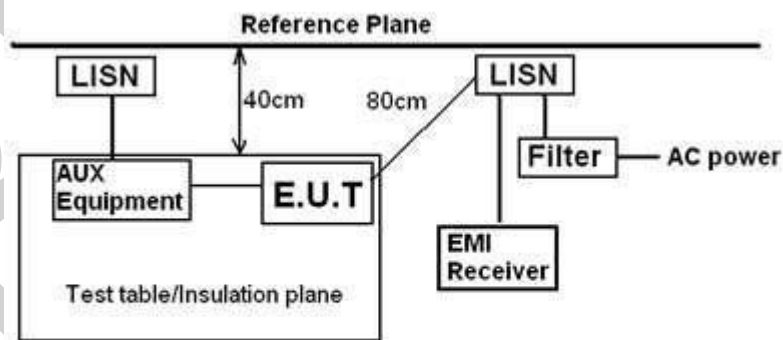 Reference Plane
LISN
40cm
80cm
LISN
Filter
AC power
AUX
Equipment
E.U.T
EMI
Receiver
Test table/Insulation plane